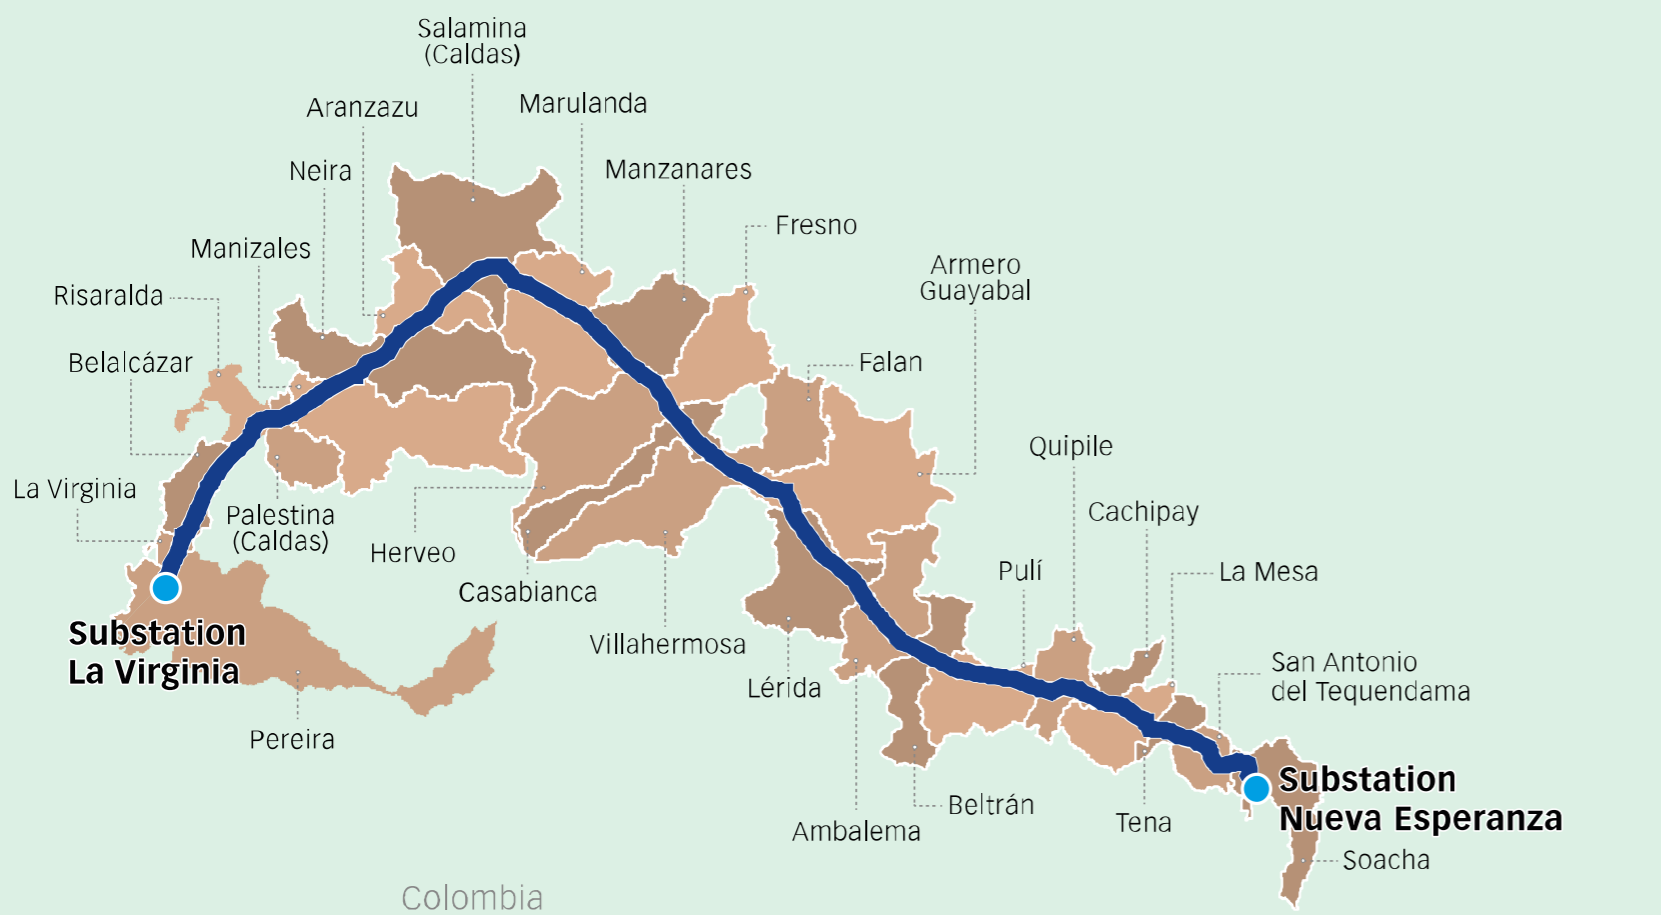 Salamina
(Caldas)
Aranzazu
Marulanda
Neira
Manzanares
Fresno
Manizales
Armero
Guayabal
Risaralda
Belalcázar
Falan
Quipile
La Virginia
Cachipay
Palestina
(Caldas)
Herveo
Pulí
La Mesa
Casabianca
Substation
La Virginia
Villahermosa
San Antonio
del Tequendama
Lérida
Pereira
Substation
Nueva Esperanza
Beltrán
Tena
Ambalema
Soacha
Colombia